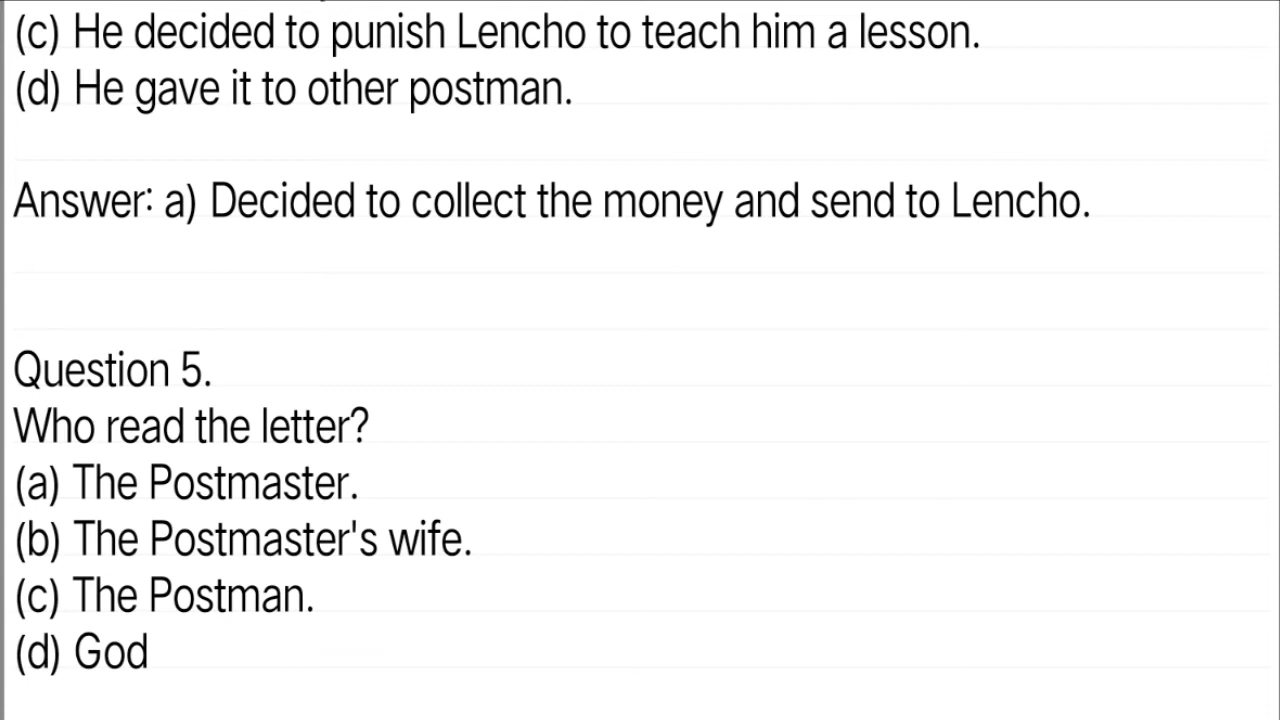 (c) He decided to punish Lencho to teach him a lesson.
(d) He gave it to other postman.
Answer: a) Decided to collect the money and send to Lencho.
Question 5.
Who read the letter?
(a) The Postmaster.
(b) The Postmaster's wife.
(c) The Postman.
(d) God